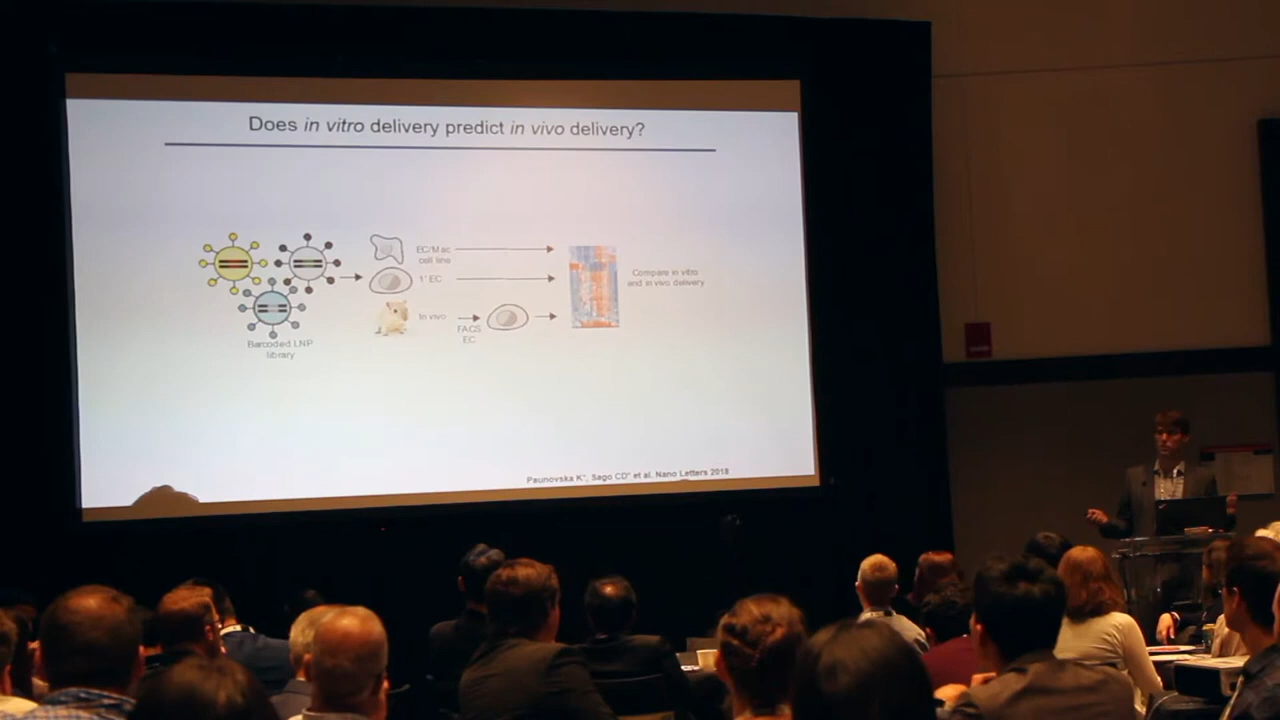 Does in vitro delivery predict in vivo delivery?
EC/Mac
cell line
1° EC
In vivo
FACS
EC
Compare in vitro
and in vivo delivery
Barcoded LNP
library
Paunovska K*, Sago CD* et al. Nano Letters 2018